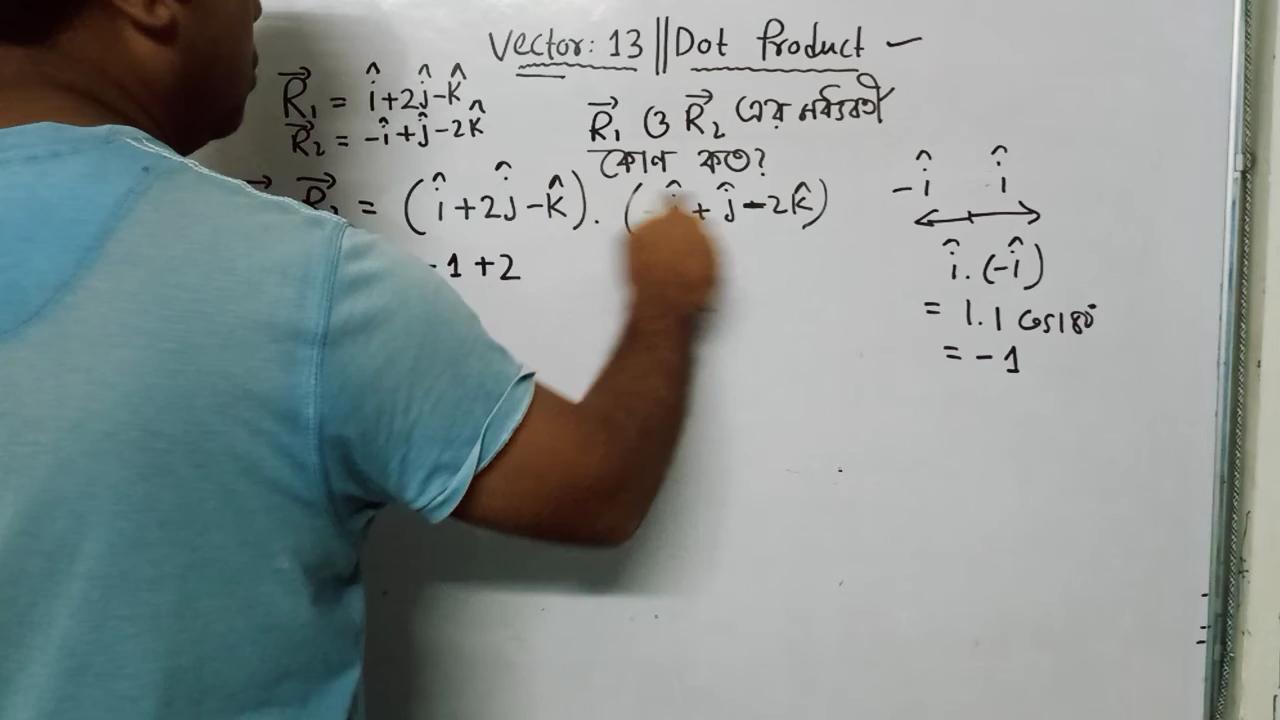 Vector: 13 || Dot Product
R⃗₁ = î+2ĵ-k̂
R⃗₂ = -î+ĵ-2k̂
R⃗₁ ও R⃗₂ এর মধ্যবর্তী
কোণ কত?
= (î+2ĵ-k̂).(+ĵ-2k̂)
-1+2
-î î
î.(-î)
= 1.1 cos180°
= -1